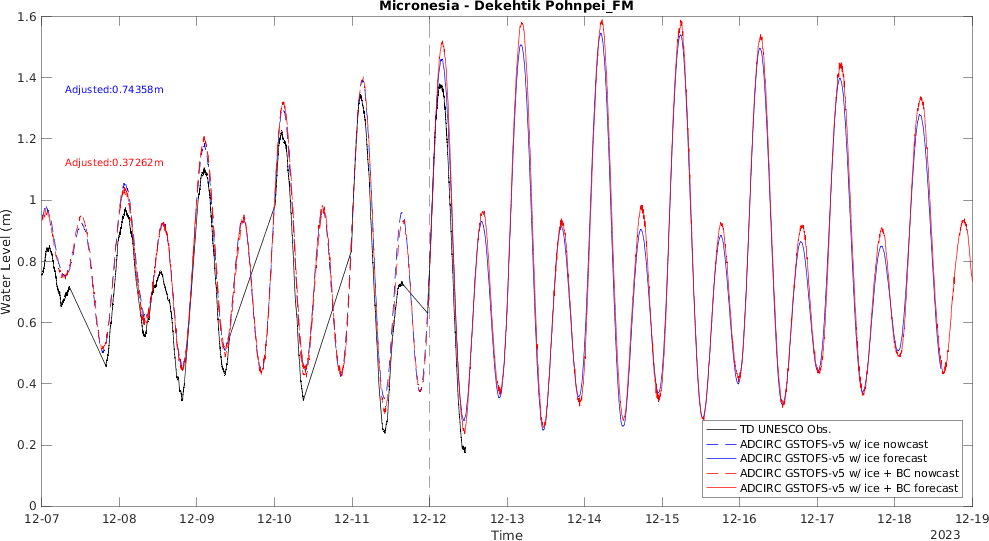 Micronesia - Dekehtik Pohnpei_FM
1.6
1.4
1.2
1
0.8
0.6
0.4
0.2
0
Water Level (m)
Adjusted:0.74358m
Adjusted:0.37262m
TD UNESCO Obs.
ADCIRC GSTOFS-v5 w/ ice nowcast
ADCIRC GSTOFS-v5 w/ ice forecast
ADCIRC GSTOFS-v5 w/ ice + BC nowcast
ADCIRC GSTOFS-v5 w/ ice + BC forecast
12-07 12-08 12-09 12-10 12-11 12-12 12-13 12-14 12-15 12-16 12-17 12-18 12-19
Time
2023